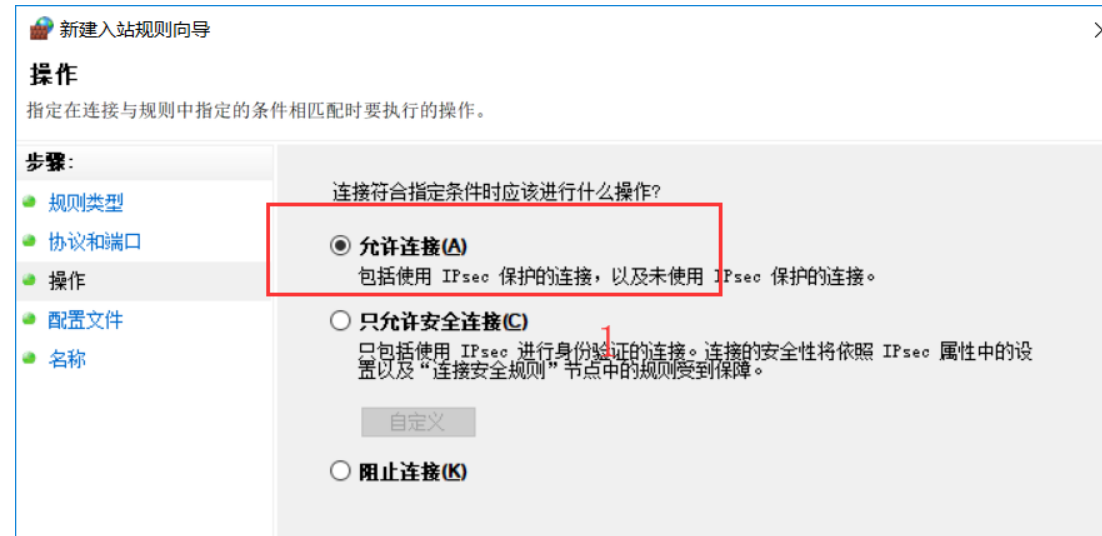 新建入站规则向导
操作
指定在连接与规则中指定的条件相匹配时要执行的操作。
步骤:
规则类型
协议和端口
操作
配置文件
名称
连接符合指定条件时应该进行什么操作?
允许连接(A)
包括使用 IPsec 保护的连接，以及未使用 IPsec 保护的连接。
只允许安全连接(C)
只包括使用 IPsec 进行身份验证的连接。连接的安全性将依照 IPsec 属性中的设
置以及“连接安全规则”节点中的规则受到保障。
1
自定义
阻止连接(K)